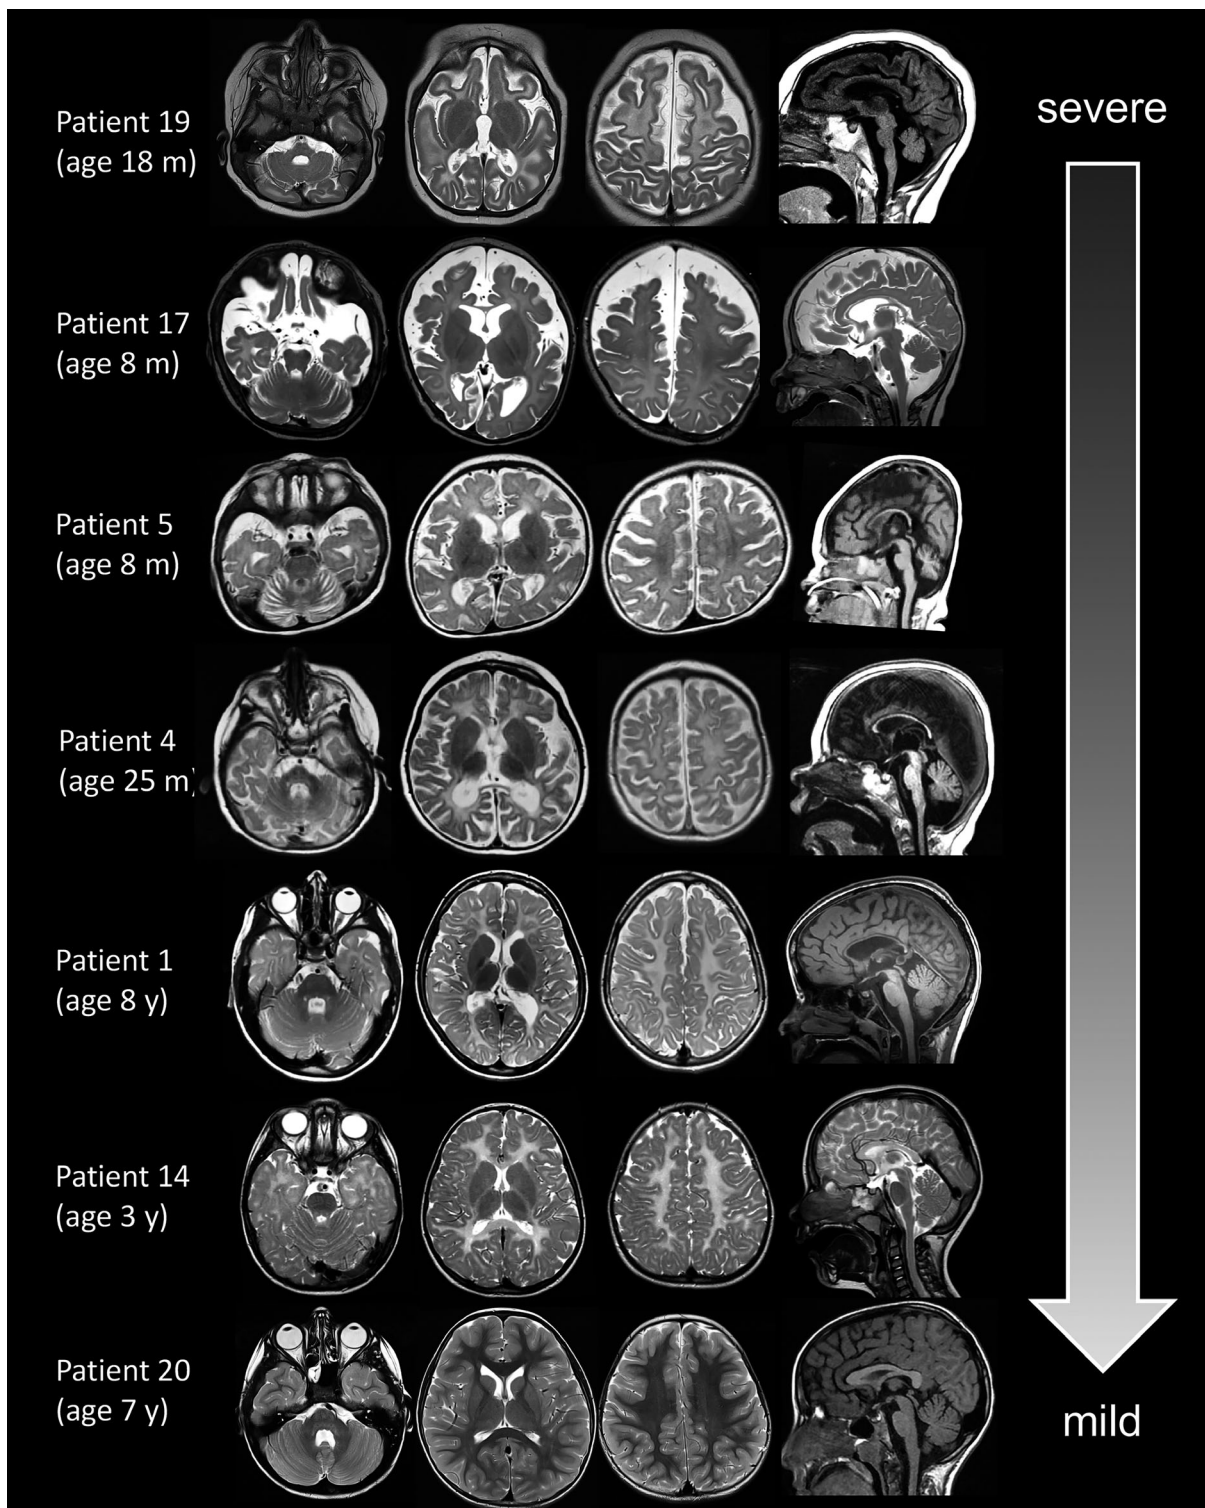 severe
Patient 19
(age 18 m)
Patient 17
(age 8 m)
Patient 5
(age 8 m)
Patient 4
(age 25 m)
Patient 1
(age 8 y)
Patient 14
(age 3 y)
Patient 20
(age 7 y)
mild